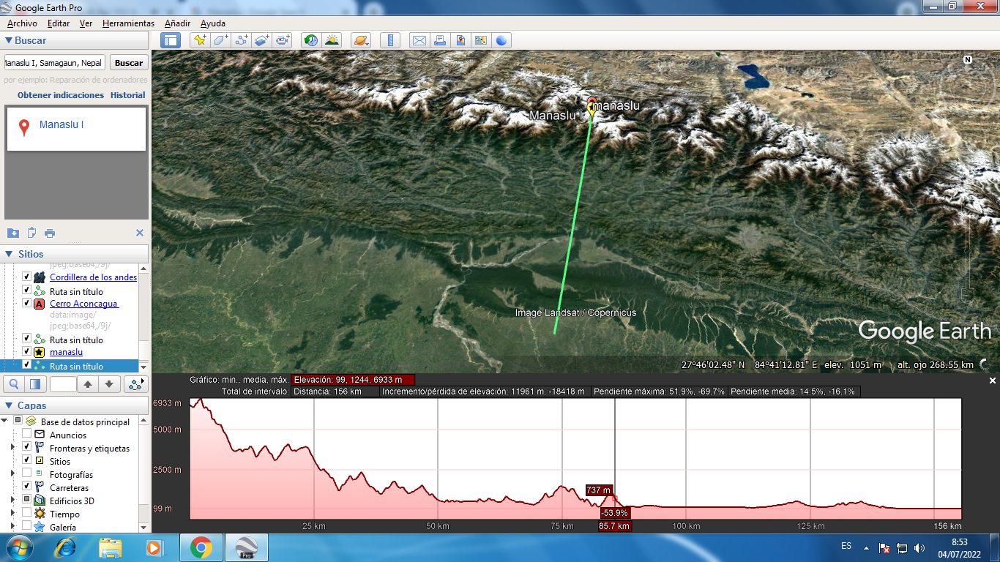 Google Earth Pro
Archivo Editar Ver Herramientas Añadir Ayuda
Buscar
Manaslu I, Samagaun, Nepal Buscar
por ejemplo: Reparación de ordenadores
Obtener indicaciones Historial
Manaslu I
Sitios
jpeg;base64,/9j/
Cordillera de los andes
Ruta sin título
A Cerro Aconcagua
data:image/
jpeg;base64,/9j/
Ruta sin título
manaslu
Ruta sin título
Capas
Base de datos principal
Anuncios
Fronteras y etiquetas
Sitios
Fotografías
Carreteras
Edificios 3D
Tiempo
Galería
N
manaslu
Manaslu I
Image Landsat / Copernicus
Google Earth
27°46'02.48" N 84°41'12.81" E elev. 1051 m alt. ojo 268.55 km
Gráfico: min., media, máx. Elevación: 99, 1244, 6933 m
Total de intervalo: Distancia: 156 km Incremento/pérdida de elevación: 11961 m, -18418 m Pendiente máxima: 51.9%, -69.7% Pendiente media: 14.5%, -16.1%
6933 m
5000 m
2500 m
737 m
99 m
-53.9%
25 km 50 km 75 km 85.7 km 100 km 125 km 156 km
Pro
ES
8:53
04/07/2022